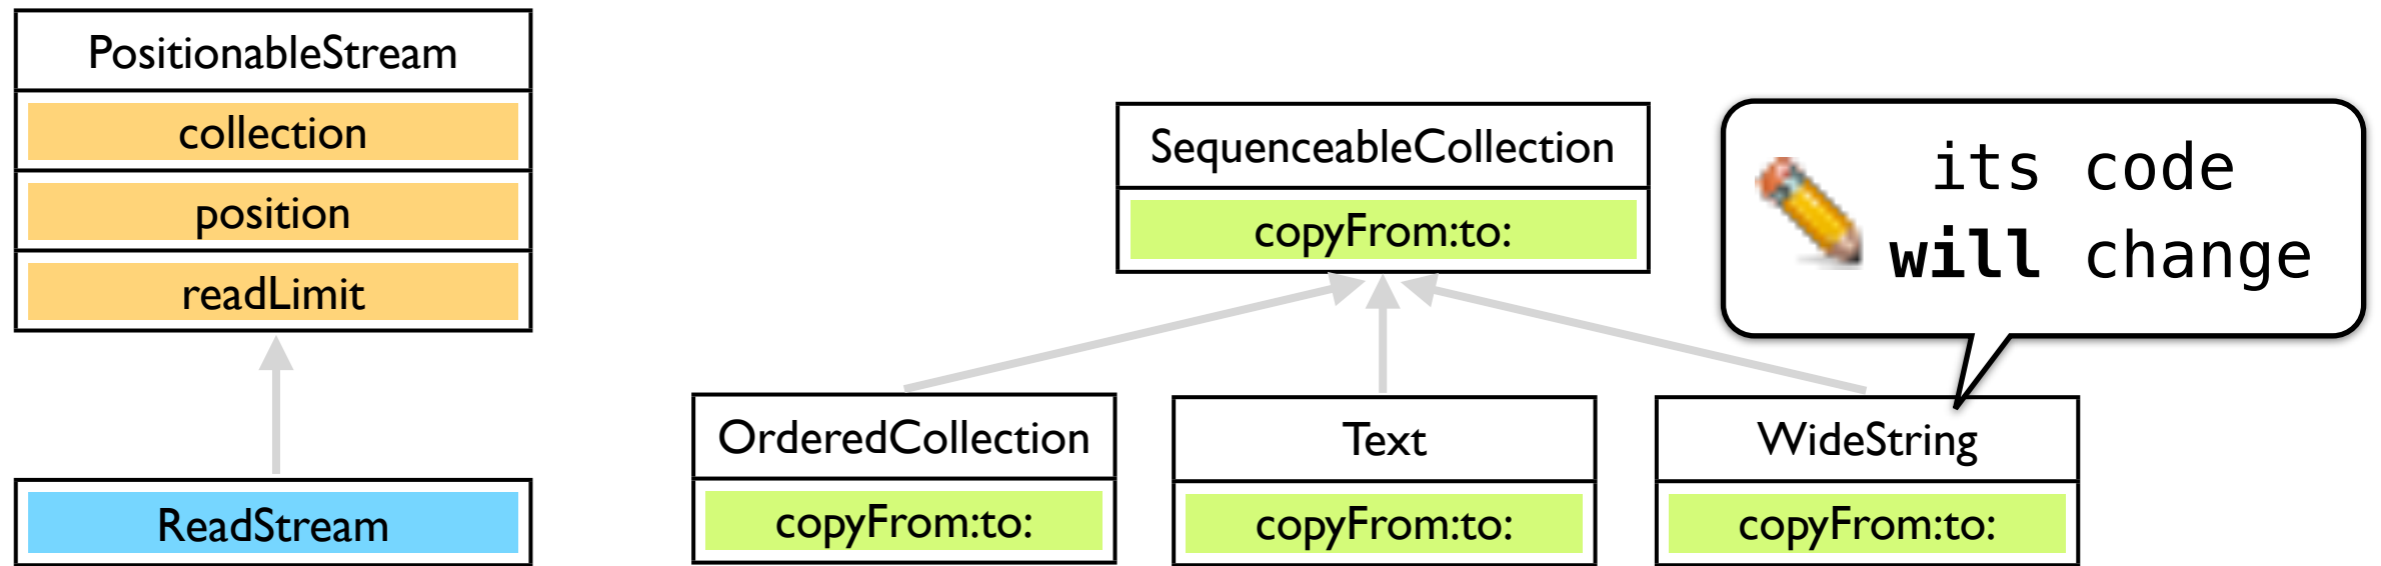 PositionableStream
collection
position
readLimit
ReadStream
SequenceableCollection
copyFrom:to:
its code
will change
OrderedCollection
copyFrom:to:
Text
copyFrom:to:
WideString
copyFrom:to: